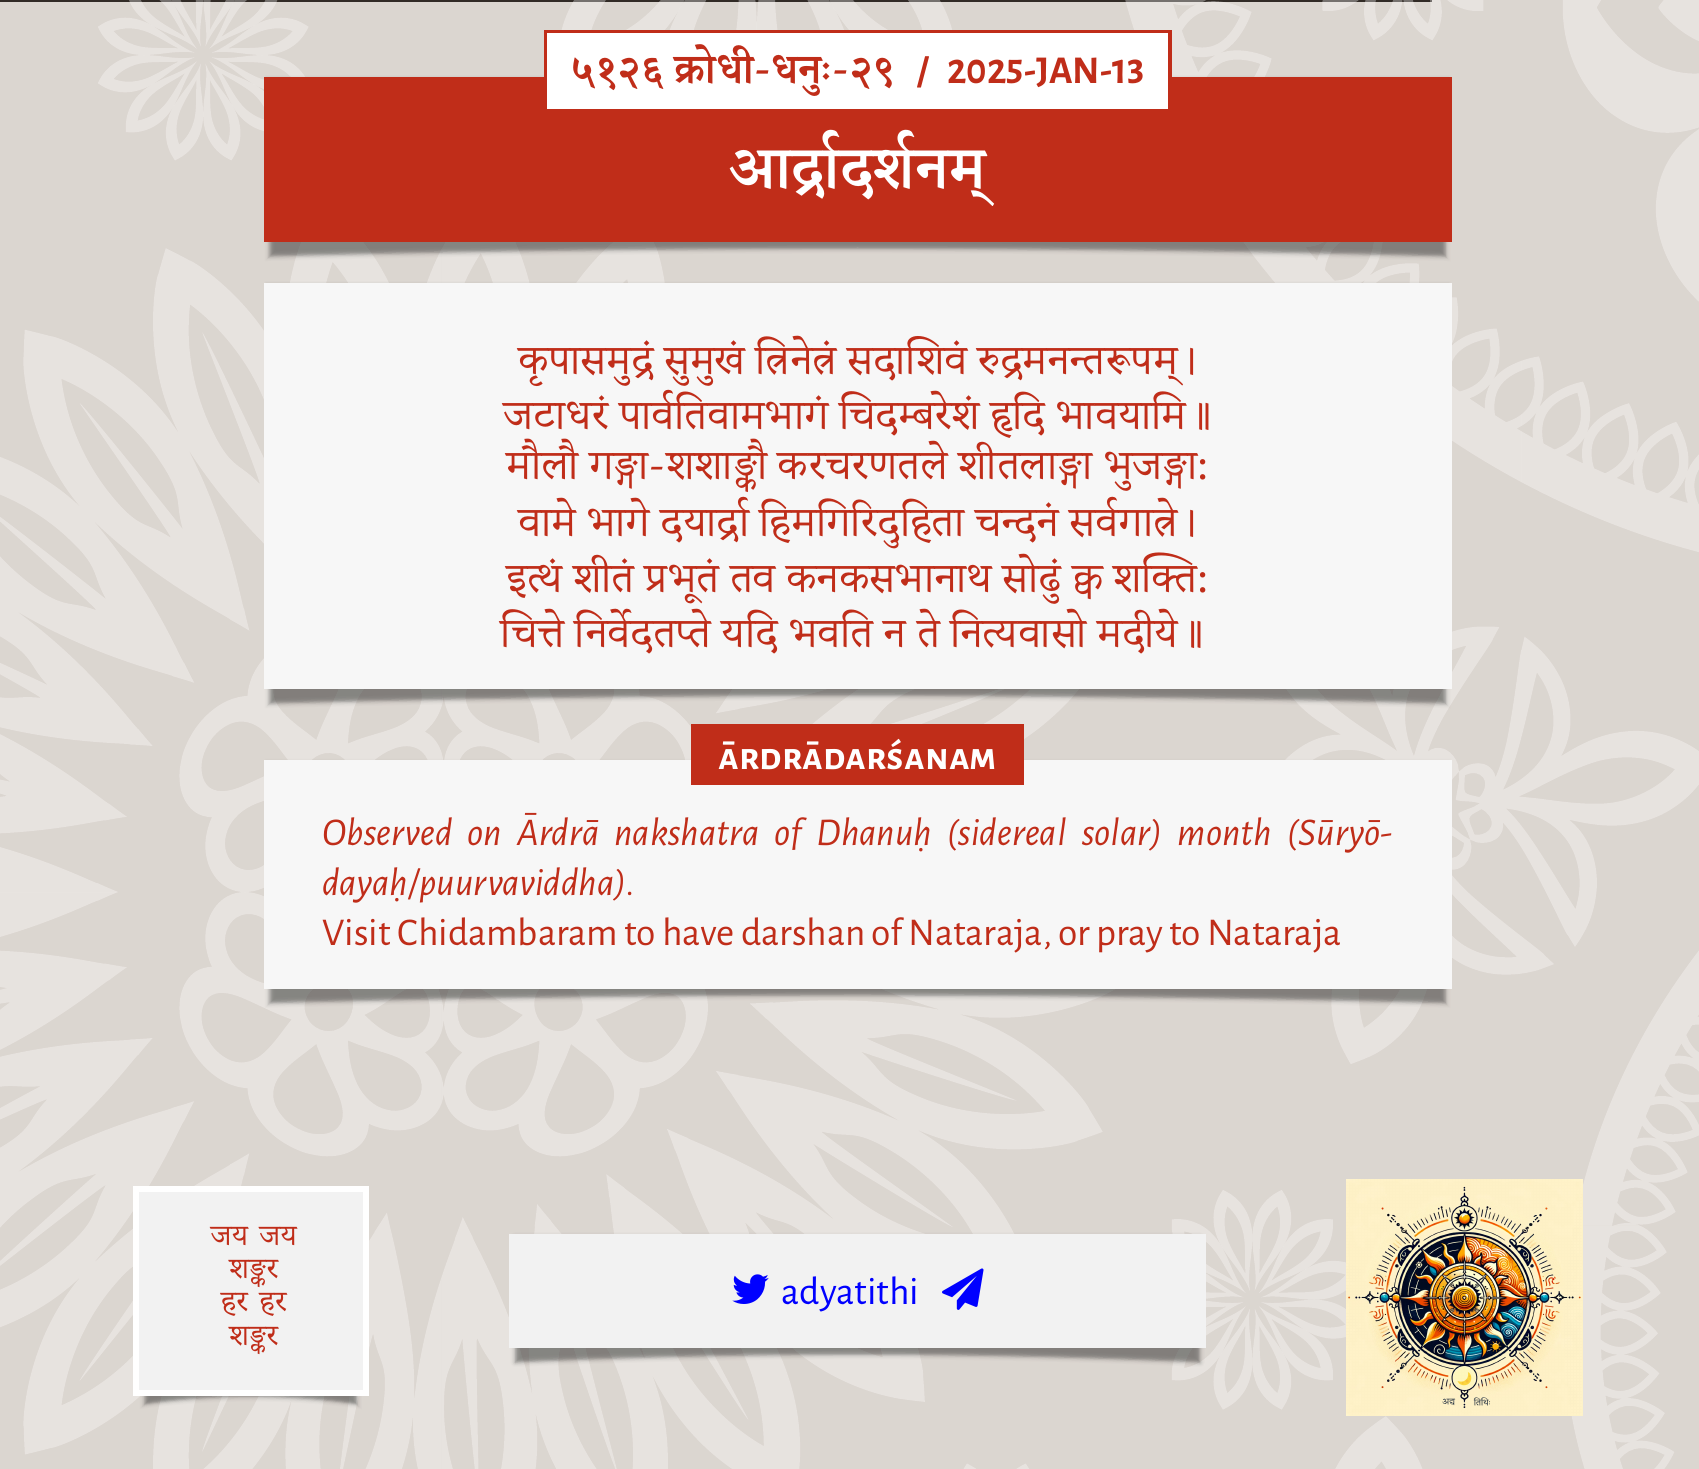 ५१२६ क्रोधी-धनुः-२९ / 2025-JAN-13
आर्द्रादर्शनम्
कृपासमुद्रं सुमुखं त्रिनेत्रं सदाशिवं रुद्रमनन्तरूपम्।
जटाधरं पार्वतिवामभागं चिदम्बरेशं हृदि भावयामि॥
मौलौ गङ्गा-शशाङ्कौ करचरणतले शीतलाङ्गा भुजङ्गा:
वामे भागे दयार्द्रा हिमगिरिदुहिता चन्दनं सर्वगात्रे।
इत्थं शीतं प्रभूतं तव कनकसभानाथ सोढुं क्व शक्ति:
चित्ते निर्वेदतप्ते यदि भवति न ते नित्यवासो मदीये॥
ĀRDRĀDARŚANAM
Observed on Ārdrā nakshatra of Dhanuḥ (sidereal solar) month (Sūryō-
dayaḥ/puurvaviddha).
Visit Chidambaram to have darshan of Nataraja, or pray to Nataraja
जय जय
शङ्कर
हर हर
शङ्कर
adyatithi
अद्य तिथिः